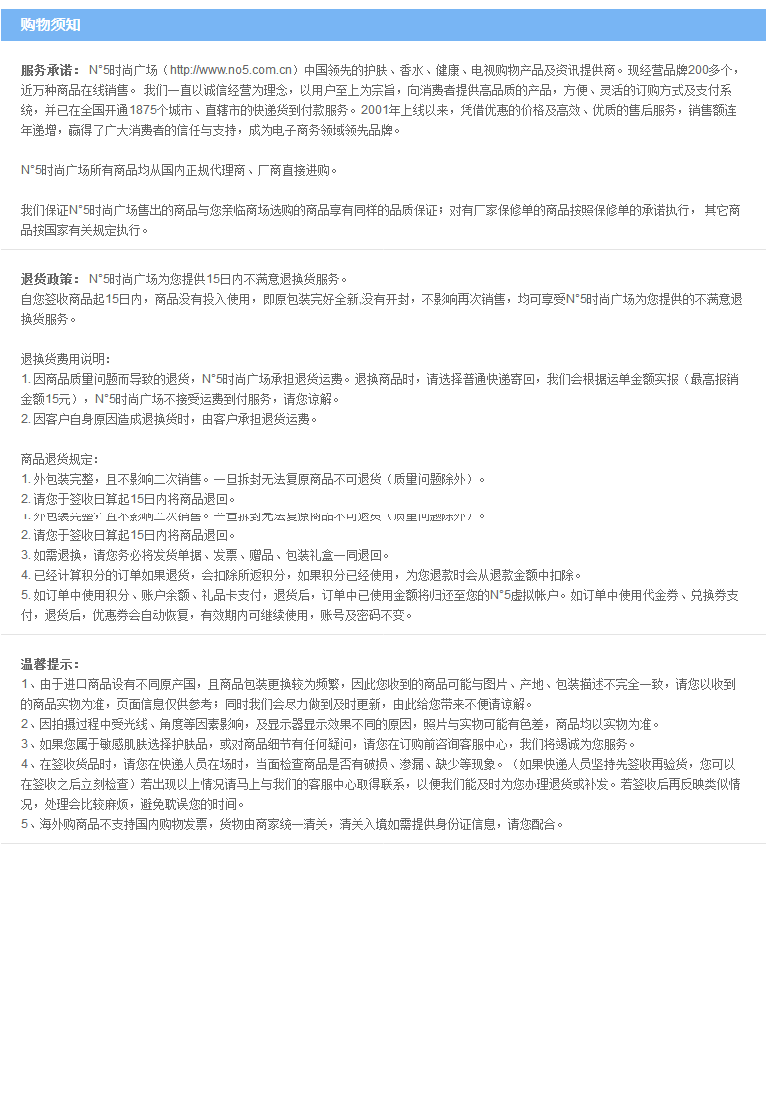 购物须知
服务承诺： N°5时尚广场（http://www.no5.com.cn）中国领先的护肤、香水、健康、电视购物产品及资讯提供商。现经营品牌200多个，
近万种商品在线销售。 我们一直以诚信经营为理念，以用户至上为宗旨，向消费者提供高品质的产品，方便、灵活的订购方式及支付系
统，并已在全国开通1875个城市、直辖市的快递货到付款服务。2001年上线以来，凭借优惠的价格及高效、优质的售后服务，销售额连
年递增，赢得了广大消费者的信任与支持，成为电子商务领域领先品牌。
N°5时尚广场所有商品均从国内正规代理商、厂商直接进购。
我们保证N°5时尚广场售出的商品与您亲临商场选购的商品享有同样的品质保证；对有厂家保修单的商品按照保修单的承诺执行， 其它商
品按国家有关规定执行。
退货政策： N°5时尚广场为您提供15日内不满意退换货服务。
自您签收商品起15日内，商品没有投入使用，即原包装完好全新,没有开封，不影响再次销售，均可享受N°5时尚广场为您提供的不满意退
换货服务。
退换货费用说明：
1. 因商品质量问题而导致的退货，N°5时尚广场承担退货运费。退换商品时，请选择普通快递寄回，我们会根据运单金额实报（最高报销
金额15元），N°5时尚广场不接受运费到付服务，请您谅解。
2. 因客户自身原因造成退换货时，由客户承担退货运费。
商品退货规定：
1. 外包装完整，且不影响二次销售。一旦拆封无法复原商品不可退货（质量问题除外）。
2. 请您于签收日算起15日内将商品退回。
1. 外包装完整，且不影响二次销售。一旦拆封无法复原商品不可退货（质量问题除外）。
2. 请您于签收日算起15日内将商品退回。
3. 如需退换，请您务必将发货单据、发票、赠品、包装礼盒一同退回。
4. 已经计算积分的订单如果退货，会扣除所返积分，如果积分已经使用，为您退款时会从退款金额中扣除。
5. 如订单中使用积分、账户余额、礼品卡支付，退货后，订单中已使用金额将归还至您的N°5虚拟帐户。如订单中使用代金券、兑换券支
付，退货后，优惠券会自动恢复，有效期内可继续使用，账号及密码不变。
温馨提示：
1、由于进口商品设有不同原产国，且商品包装更换较为频繁，因此您收到的商品可能与图片、产地、包装描述不完全一致，请您以收到
的商品实物为准，页面信息仅供参考；同时我们会尽力做到及时更新，由此给您带来不便请谅解。
2、因拍摄过程中受光线、角度等因素影响，及显示器显示效果不同的原因，照片与实物可能有色差，商品均以实物为准。
3、如果您属于敏感肌肤选择护肤品，或对商品细节有任何疑问，请您在订购前咨询客服中心，我们将竭诚为您服务。
4、在签收货品时，请您在快递人员在场时，当面检查商品是否有破损、渗漏、缺少等现象。（如果快递人员坚持先签收再验货，您可以
在签收之后立刻检查）若出现以上情况请马上与我们的客服中心取得联系，以便我们能及时为您办理退货或补发。若签收后再反映类似情
况，处理会比较麻烦，避免耽误您的时间。
5、海外购商品不支持国内购物发票，货物由商家统一清关，清关入境如需提供身份证信息，请您配合。